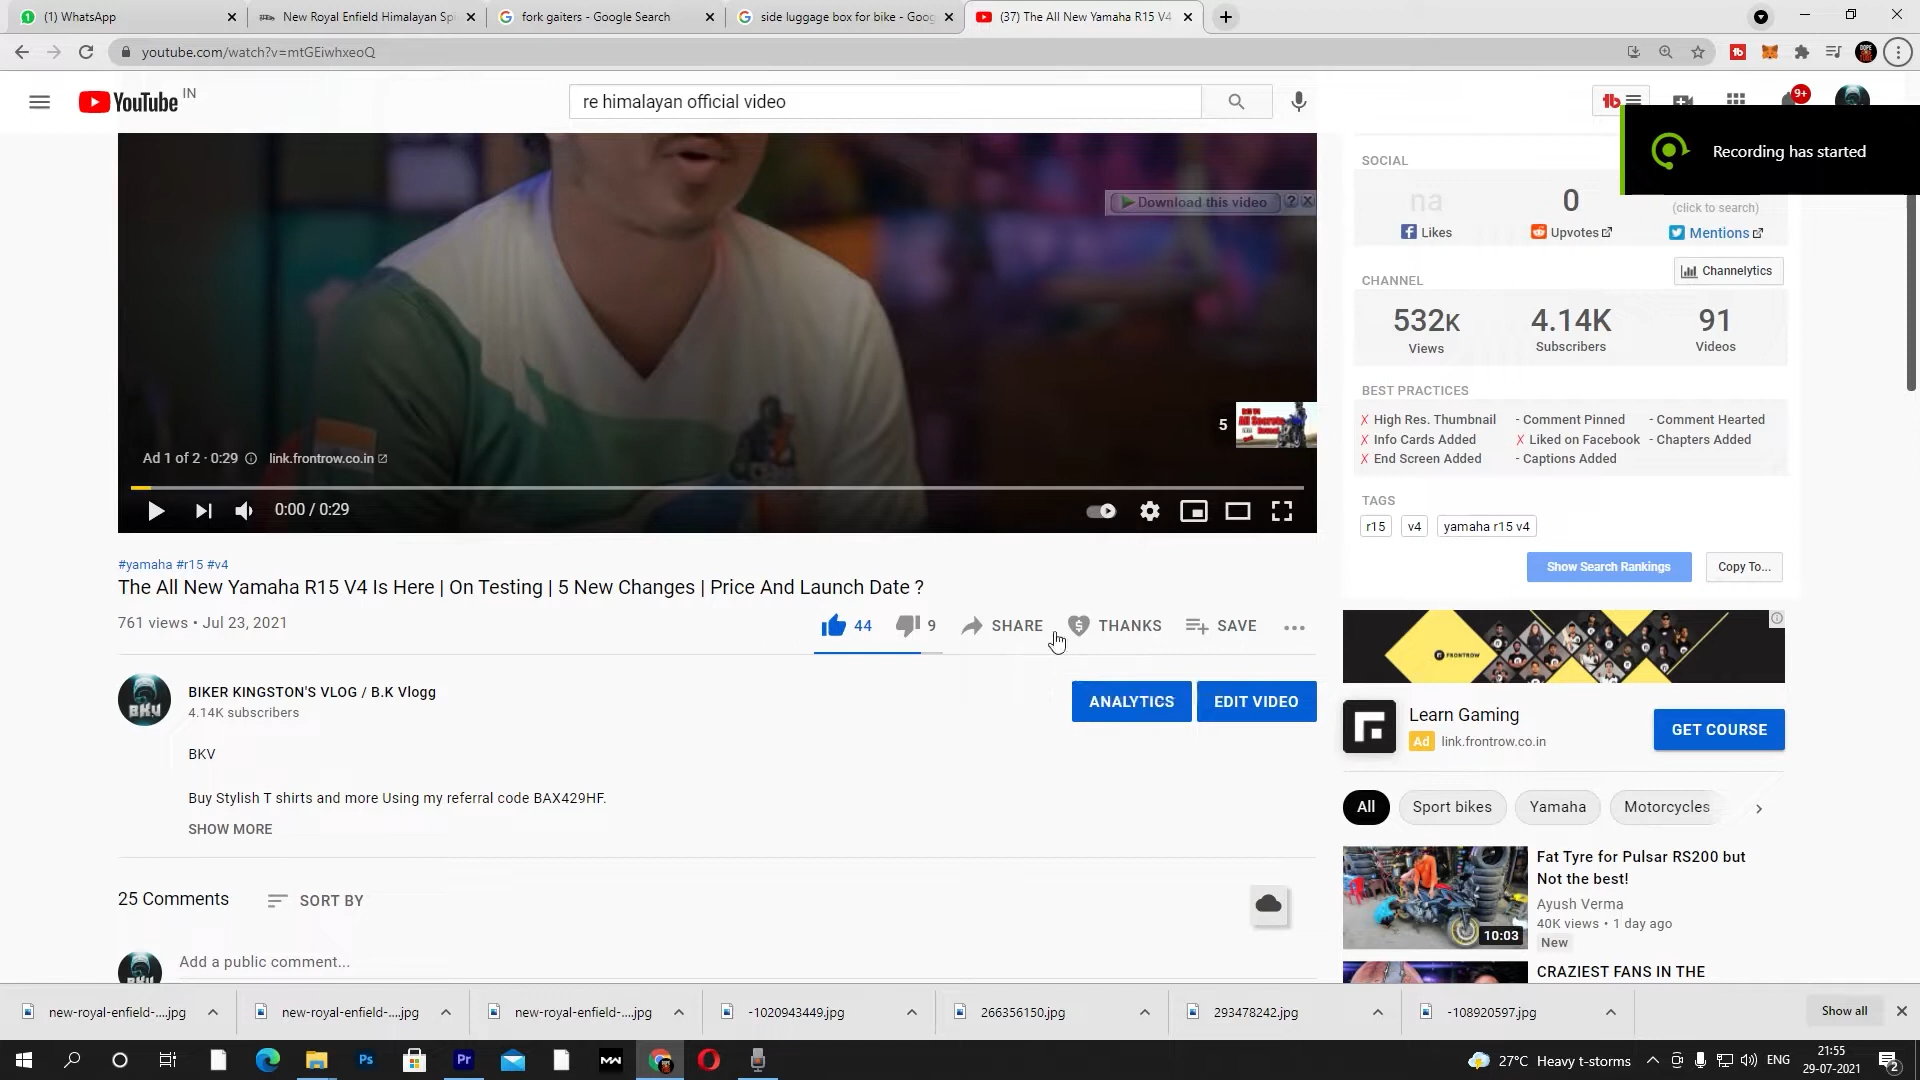 (1) WhatsApp
New Royal Enfield Himalayan Spi
fork gaiters - Google Search
side luggage box for bike - Goog
(37) The All New Yamaha R15 V4
youtube.com/watch?v=mtGEiwhxeoQ
YouTube IN
re himalayan official video
9+
Recording has started
Download this video
5
Ad 1 of 2 · 0:29
link.frontrow.co.in
0:00 / 0:29
#yamaha #r15 #v4
The All New Yamaha R15 V4 Is Here | On Testing | 5 New Changes | Price And Launch Date ?
761 views • Jul 23, 2021
44
9
SHARE
THANKS
SAVE
BIKER KINGSTON'S VLOG / B.K Vlogg
4.14K subscribers
ANALYTICS
EDIT VIDEO
BKV
Buy Stylish T shirts and more Using my referral code BAX429HF.
SHOW MORE
25 Comments
SORT BY
Add a public comment...
SOCIAL
na
0
(click to search)
Likes
Upvotes
Mentions
CHANNEL
Channelytics
532K
4.14K
91
Views
Subscribers
Videos
BEST PRACTICES
X High Res. Thumbnail
- Comment Pinned
- Comment Hearted
X Info Cards Added
X Liked on Facebook
- Chapters Added
X End Screen Added
- Captions Added
TAGS
r15
v4
yamaha r15 v4
Show Search Rankings
Copy To...
FRONTROW
Learn Gaming
Ad link.frontrow.co.in
GET COURSE
All
Sport bikes
Yamaha
Motorcycles
Fat Tyre for Pulsar RS200 but
Not the best!
Ayush Verma
40K views • 1 day ago
New
10:03
CRAZIEST FANS IN THE
new-royal-enfield-....jpg
new-royal-enfield-....jpg
new-royal-enfield-....jpg
-1020943449.jpg
266356150.jpg
293478242.jpg
-108920597.jpg
Show all
Ps
Pr
MW
27°C Heavy t-storms
ENG
21:55
29-07-2021
2